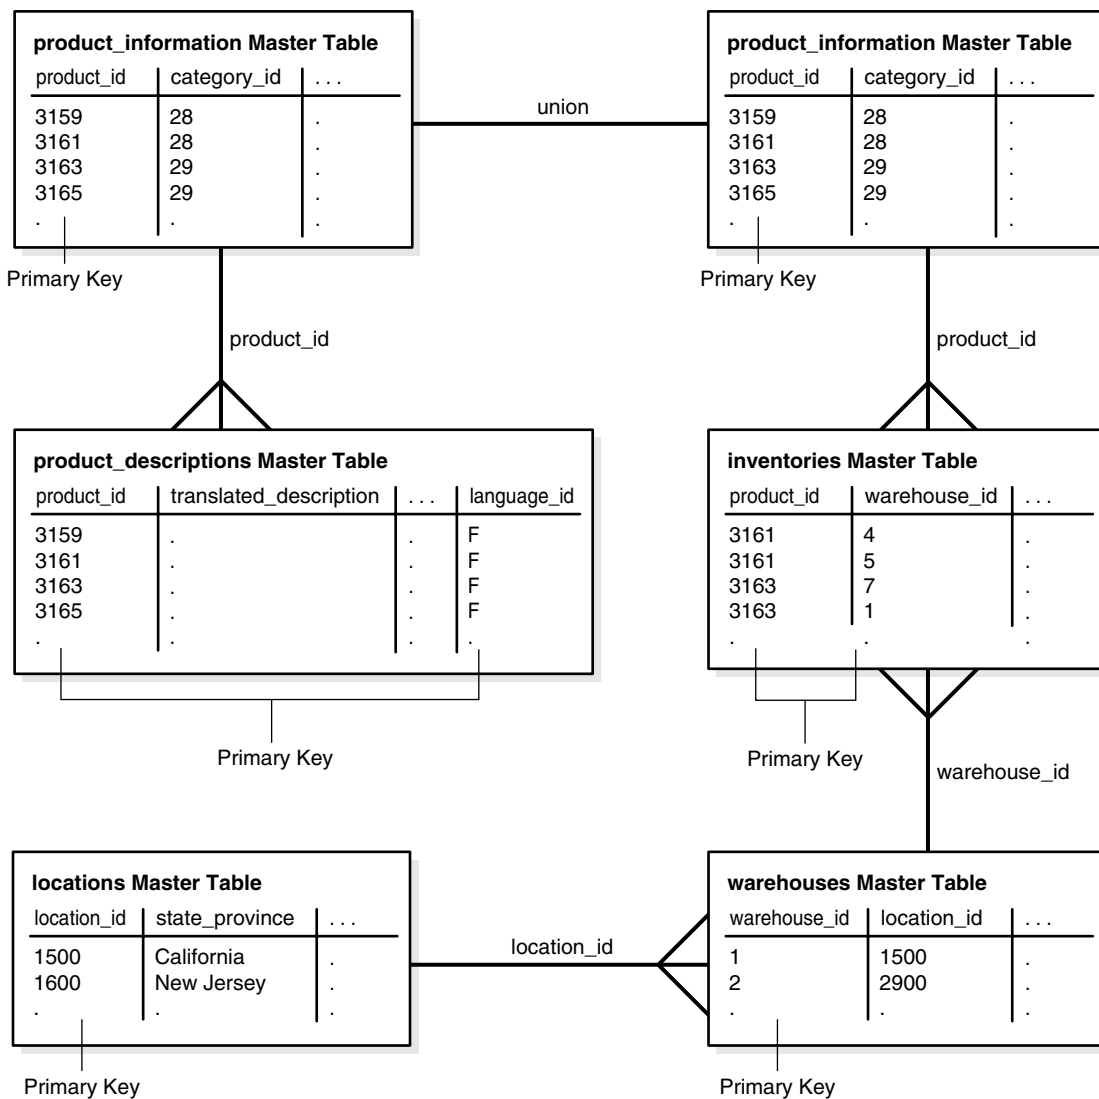 product_information Master Table
product_id category_id ...
3159 28 .
3161 28 .
3163 29 .
3165 29 .
. . .
Primary Key
union
product_information Master Table
product_id category_id ...
3159 28 .
3161 28 .
3163 29 .
3165 29 .
. . .
Primary Key
product_id
product_id
product_descriptions Master Table
product_id translated_description ... language_id
3159 . . F
3161 . . F
3163 . . F
3165 . . F
. . . .
Primary Key
inventories Master Table
product_id warehouse_id ...
3161 4 .
3161 5 .
3163 7 .
3163 1 .
. . .
Primary Key
warehouse_id
locations Master Table
location_id state_province ...
1500 California .
1600 New Jersey .
. . .
Primary Key
location_id
warehouses Master Table
warehouse_id location_id ...
1 1500 .
2 2900 .
. . .
Primary Key